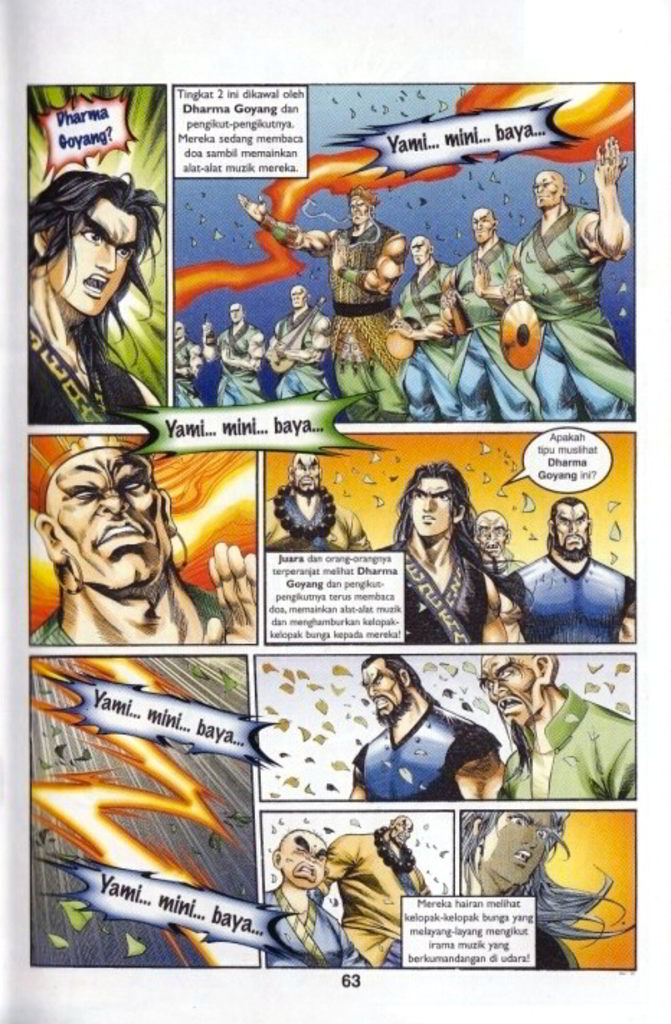 Dharma
Goyang?
Tingkat 2 ini dikawal oleh
Dharma Goyang dan
pengikut-pengikutnya.
Mereka sedang membaca
doa sambil memainkan
alat-alat muzik mereka.
Yami... mini... baya...
Yami... mini... baya...
Apakah
tipu muslihat
Dharma
Goyang ini?
Juara dan orang-orangnya
terperanjat melihat Dharma
Goyang dan pengikut-
pengikutnya terus membaca
doa, memainkan alat-alat muzik
dan menghamburkan kelopak-
kelopak bunga kepada mereka!
Yami... mini... baya...
Yami... mini... baya...
Mereka hairan melihat
kelopak-kelopak bunga yang
melayang-layang mengikut
irama muzik yang
berkumandangan di udara!
63